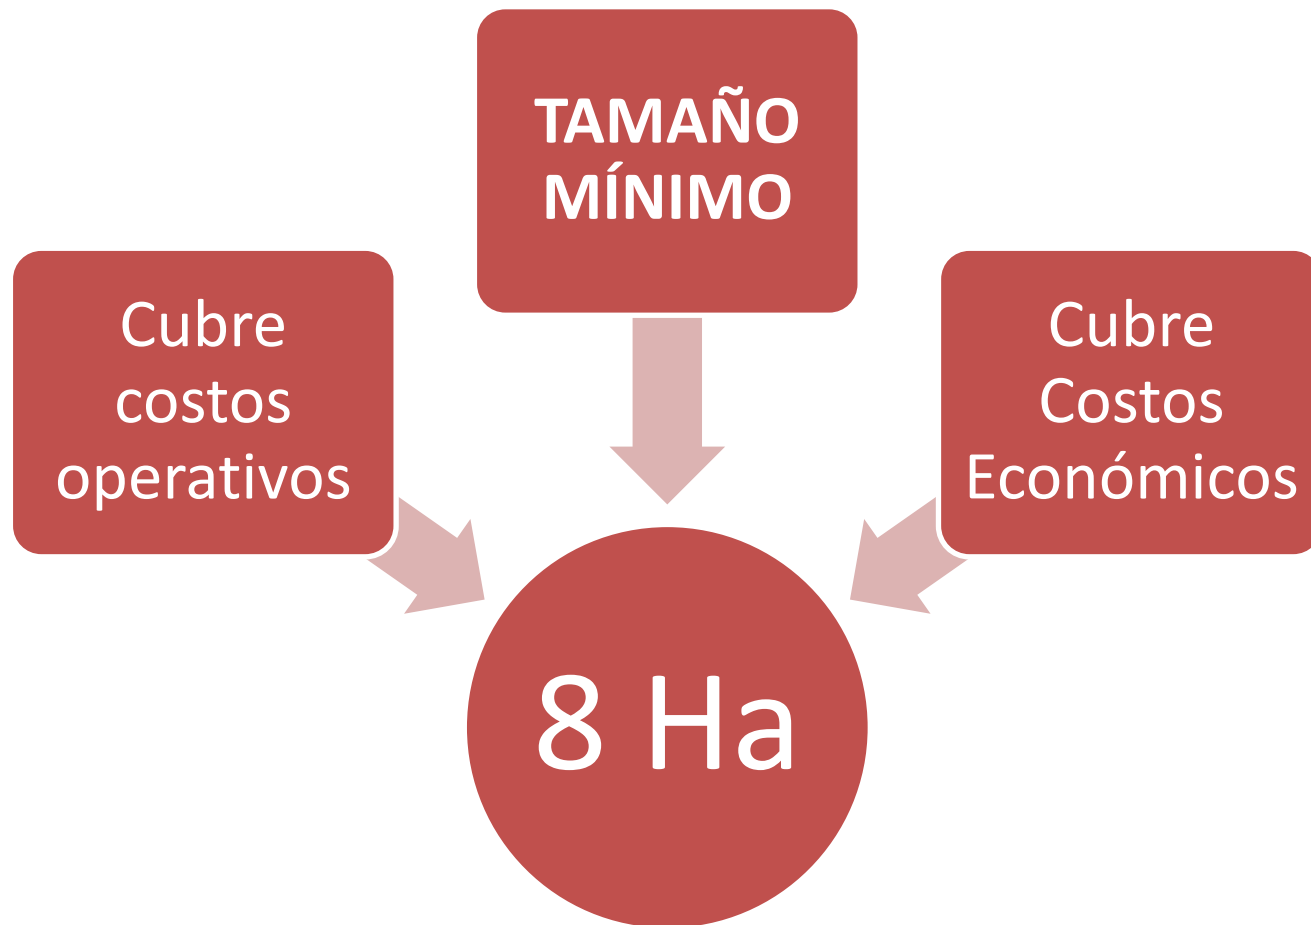 TAMAÑO
MÍNIMO
Cubre
costos
operativos
Cubre
Costos
Económicos
8 Ha